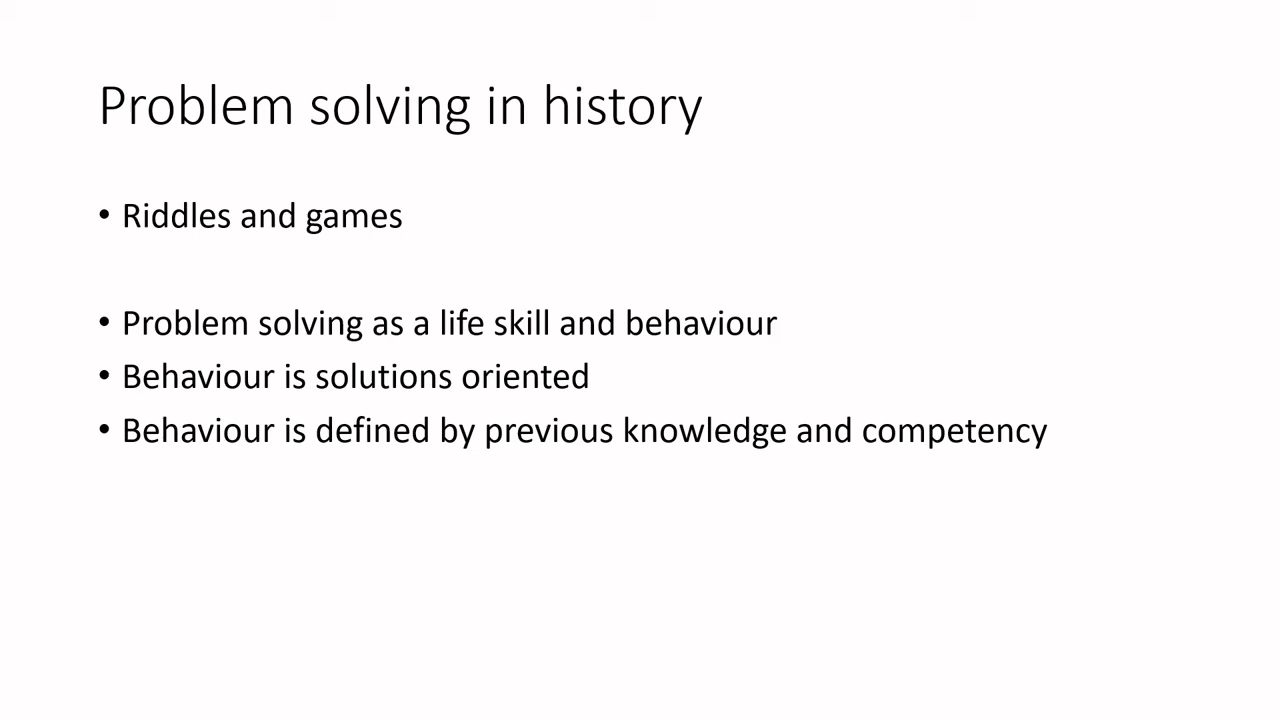 Problem solving in history
• Riddles and games
• Problem solving as a life skill and behaviour
• Behaviour is solutions oriented
• Behaviour is defined by previous knowledge and competency